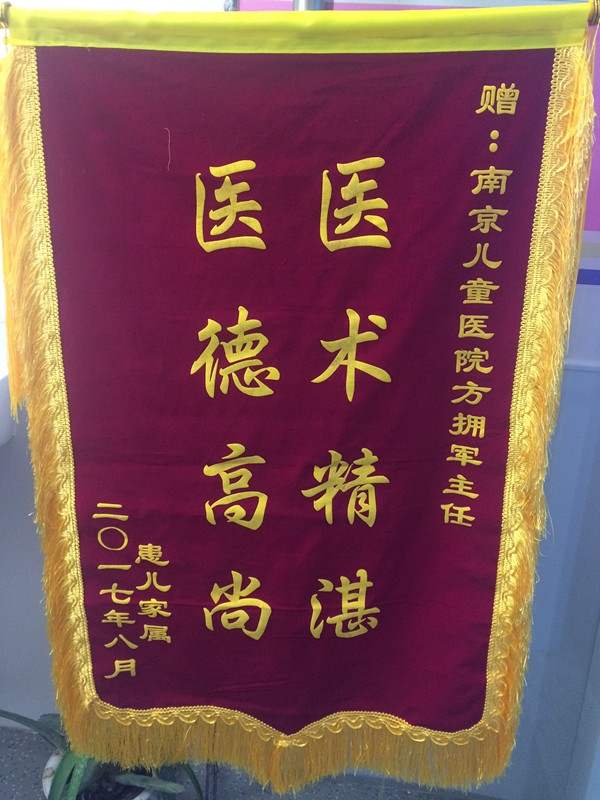 赠：南京儿童医院方拥军主任
医术精湛
医德高尚
患儿家属
二〇一七年八月